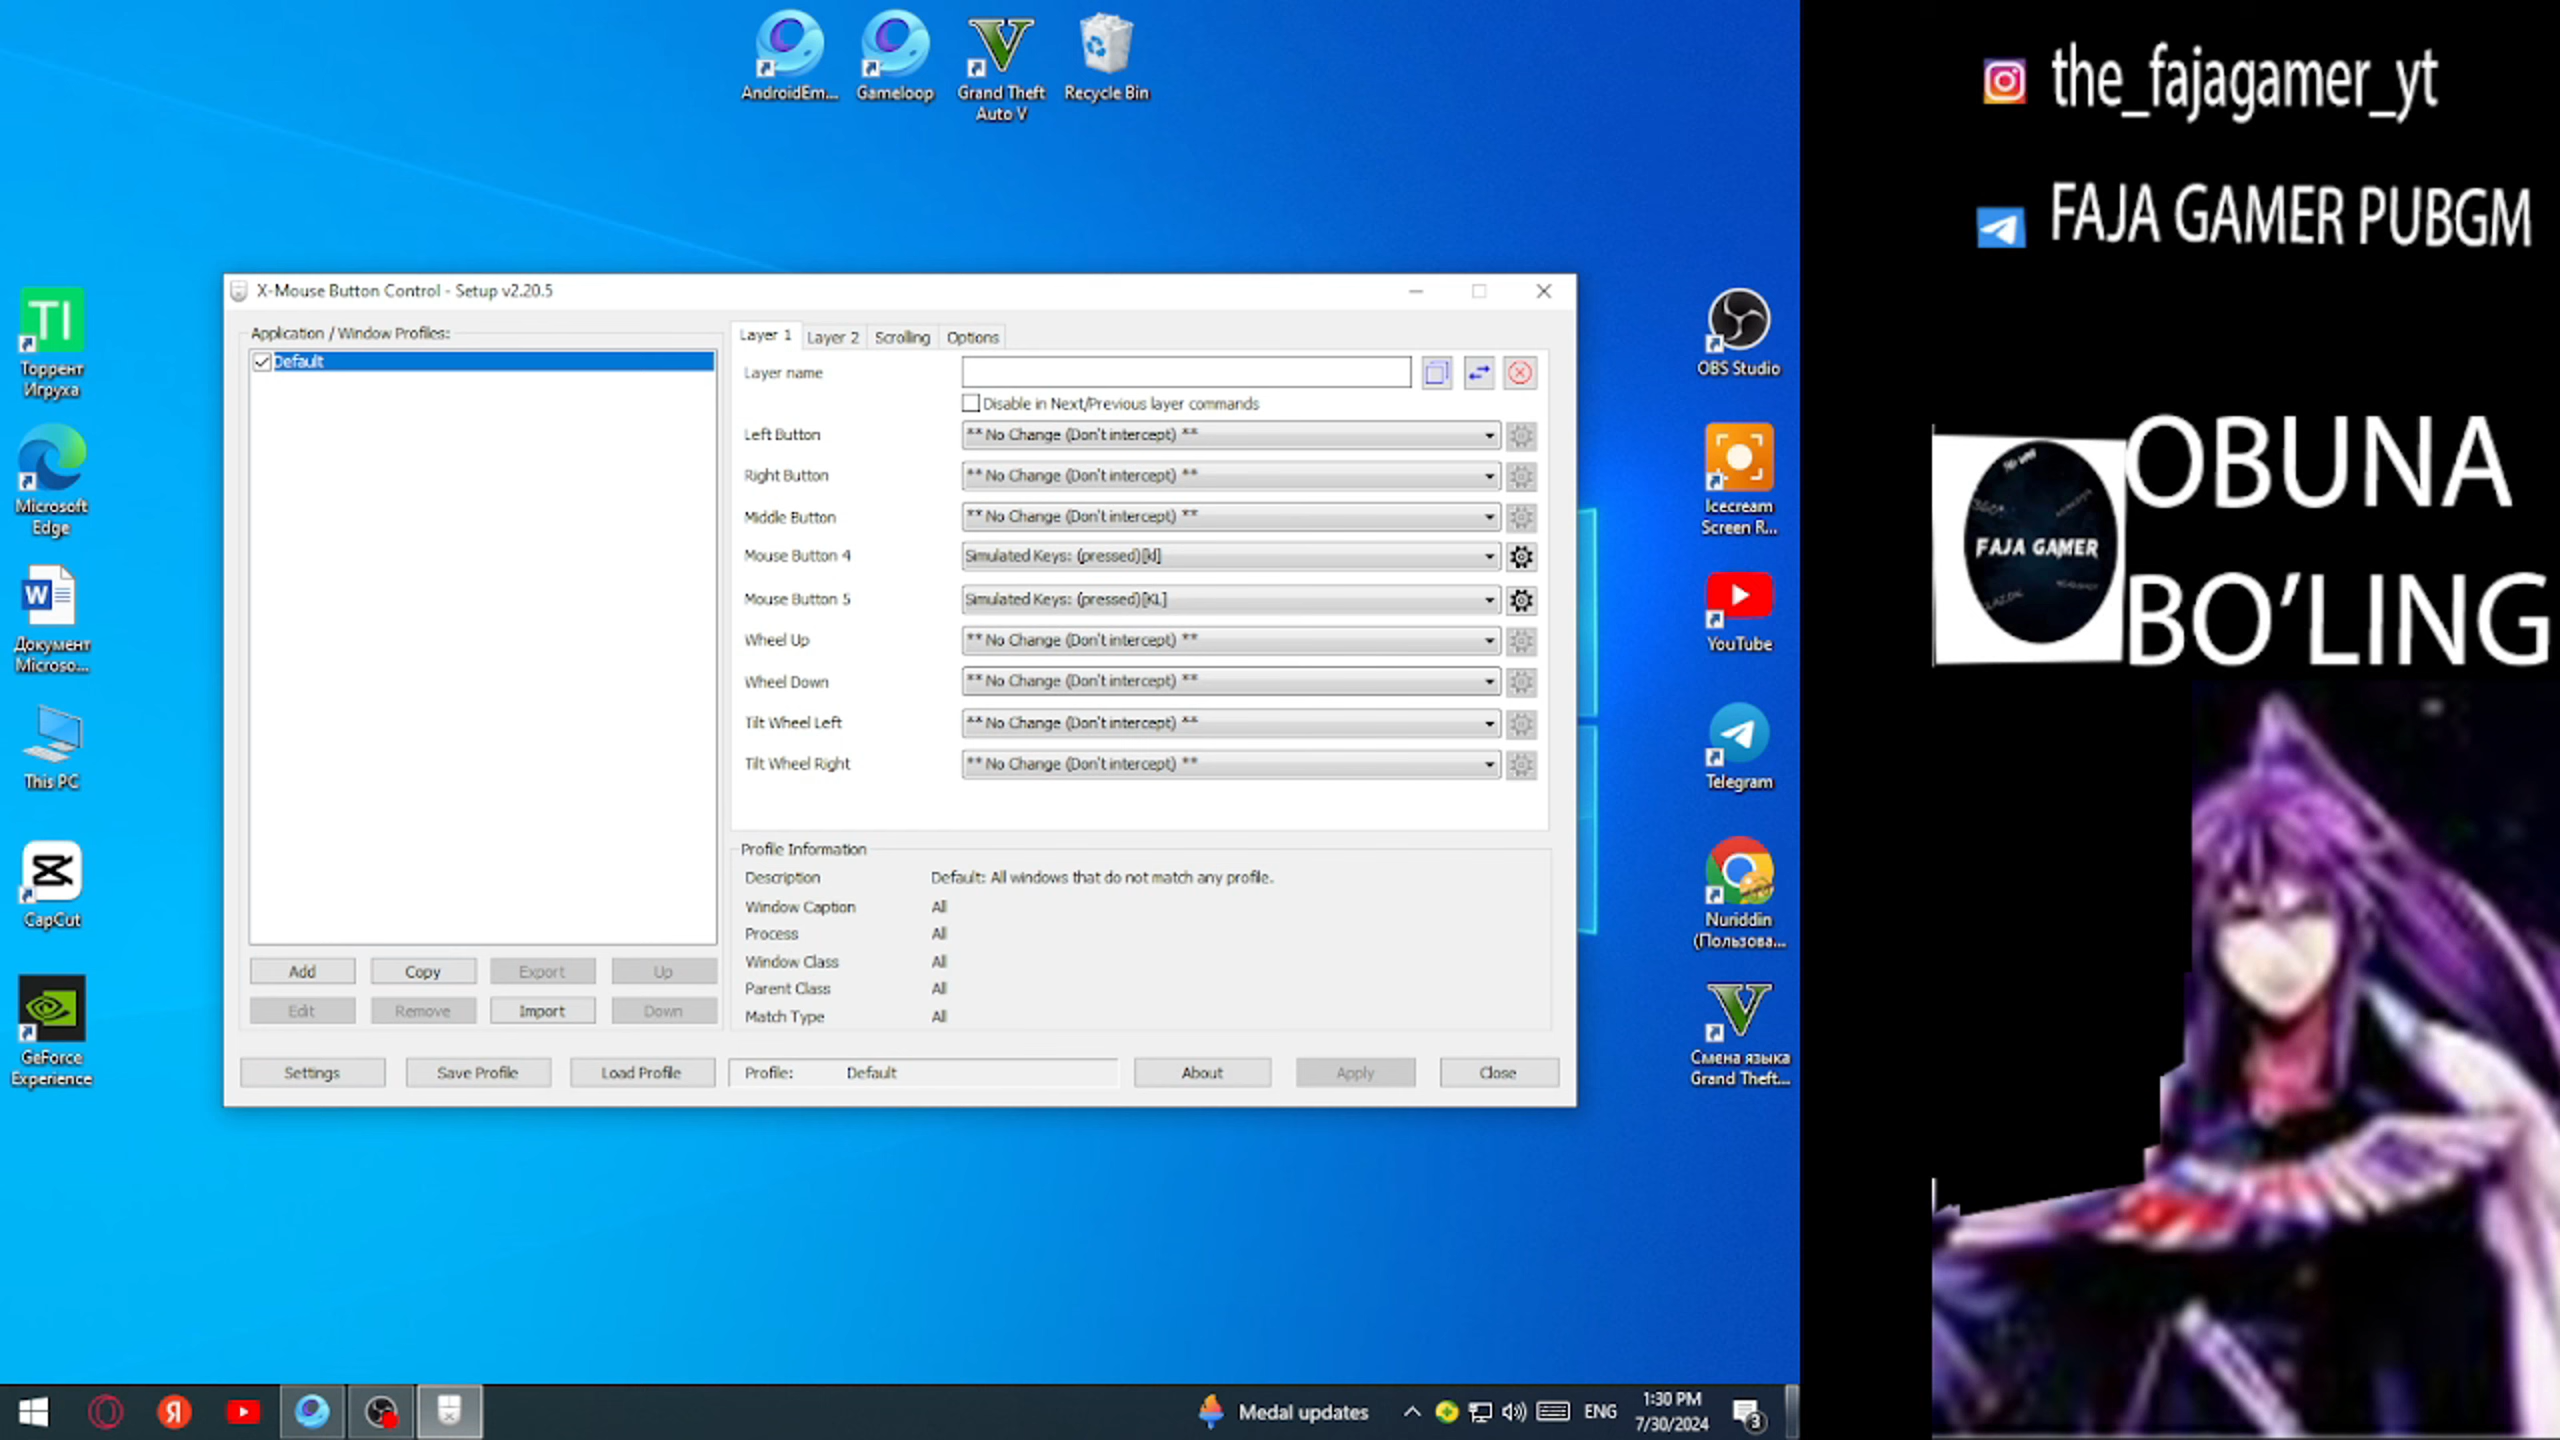 AndroidEm...
Gameloop
Grand Theft
Auto V
Recycle Bin
the_fajagamer_yt
FAJA GAMER PUBGM
OBUNA
BO'LING
FAJA GAMER
TI
Торрент
Игруха
Microsoft
Edge
W
Документ
Microso...
This PC
CapCut
GeForce
Experience
X-Mouse Button Control - Setup v2.20.5
Application / Window Profiles:
Default
Layer 1
Layer 2
Scrolling
Options
Layer name
Disable in Next/Previous layer commands
Left Button
** No Change (Don't intercept) **
Right Button
** No Change (Don't intercept) **
Middle Button
** No Change (Don't intercept) **
Mouse Button 4
Simulated Keys: (pressed)[kl]
Mouse Button 5
Simulated Keys: (pressed)[KL]
Wheel Up
** No Change (Don't intercept) **
Wheel Down
** No Change (Don't intercept) **
Tilt Wheel Left
** No Change (Don't intercept) **
Tilt Wheel Right
** No Change (Don't intercept) **
Profile Information
Description
Default: All windows that do not match any profile.
Window Caption
All
Process
All
Window Class
All
Parent Class
All
Match Type
All
Add
Copy
Export
Up
Edit
Remove
Import
Down
Settings
Save Profile
Load Profile
Profile: Default
About
Apply
Close
OBS Studio
Icecream
Screen R...
YouTube
Telegram
Nuriddin
(Пользова...
Смена языка
Grand Theft...
Я
Medal updates
ENG
1:30 PM
7/30/2024
3